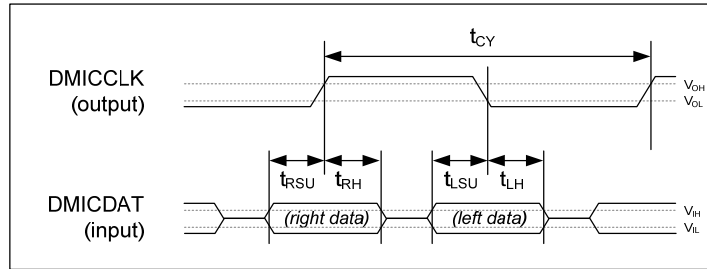 tCY
DMICCLK
(output)
VOH
VOL
tRSU
tRH
tLSU
tLH
DMICDAT
(input)
(right data)
(left data)
VIH
VIL